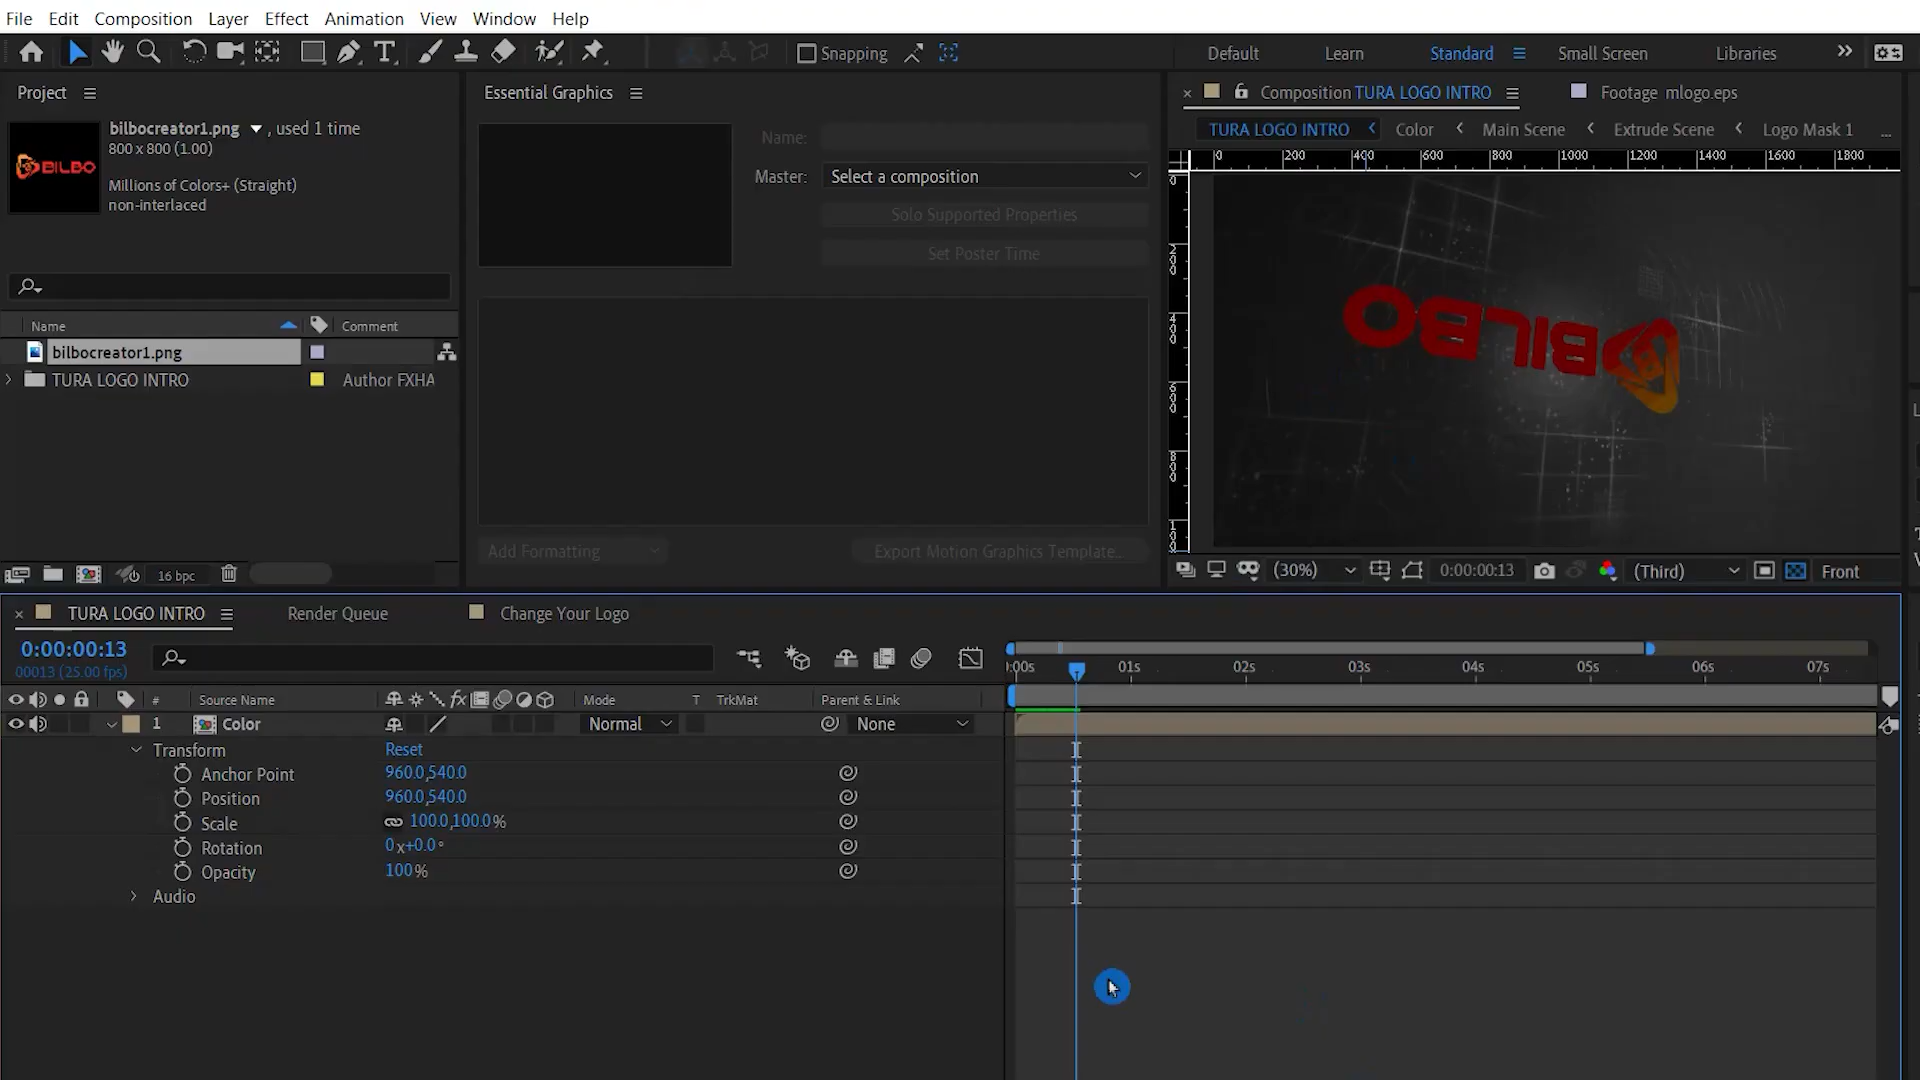 File Edit Composition Layer Effect Animation View Window Help
Snapping Default Learn Standard Small Screen Libraries
Project
bilbocreator1.png , used 1 time
800 x 800 (1.00)
Millions of Colors+ (Straight)
non-interlaced
BILBO
Name Comment
bilbocreator1.png
TURA LOGO INTRO Author FXHA
16 bpc
Essential Graphics
Name:
Master: Select a composition
Solo Supported Properties
Set Poster Time
Add Formatting Export Motion Graphics Template...
Composition TURA LOGO INTRO Footage mlogo.eps
TURA LOGO INTRO Color Main Scene Extrude Scene Logo Mask 1 ...
0 200 400 600 800 1000 1200 1400 1600 1800
BILBO
(30%) 0:00:00:13 (Third) Front
TURA LOGO INTRO Render Queue Change Your Logo
0:00:00:13
00013 (25.00 fps)
:00s 01s 02s 03s 04s 05s 06s 07s
# Source Name fx Mode T TrkMat Parent & Link
1 Color Normal None
Transform Reset
Anchor Point 960.0,540.0
Position 960.0,540.0
Scale 100.0,100.0%
Rotation 0x+0.0°
Opacity 100%
Audio